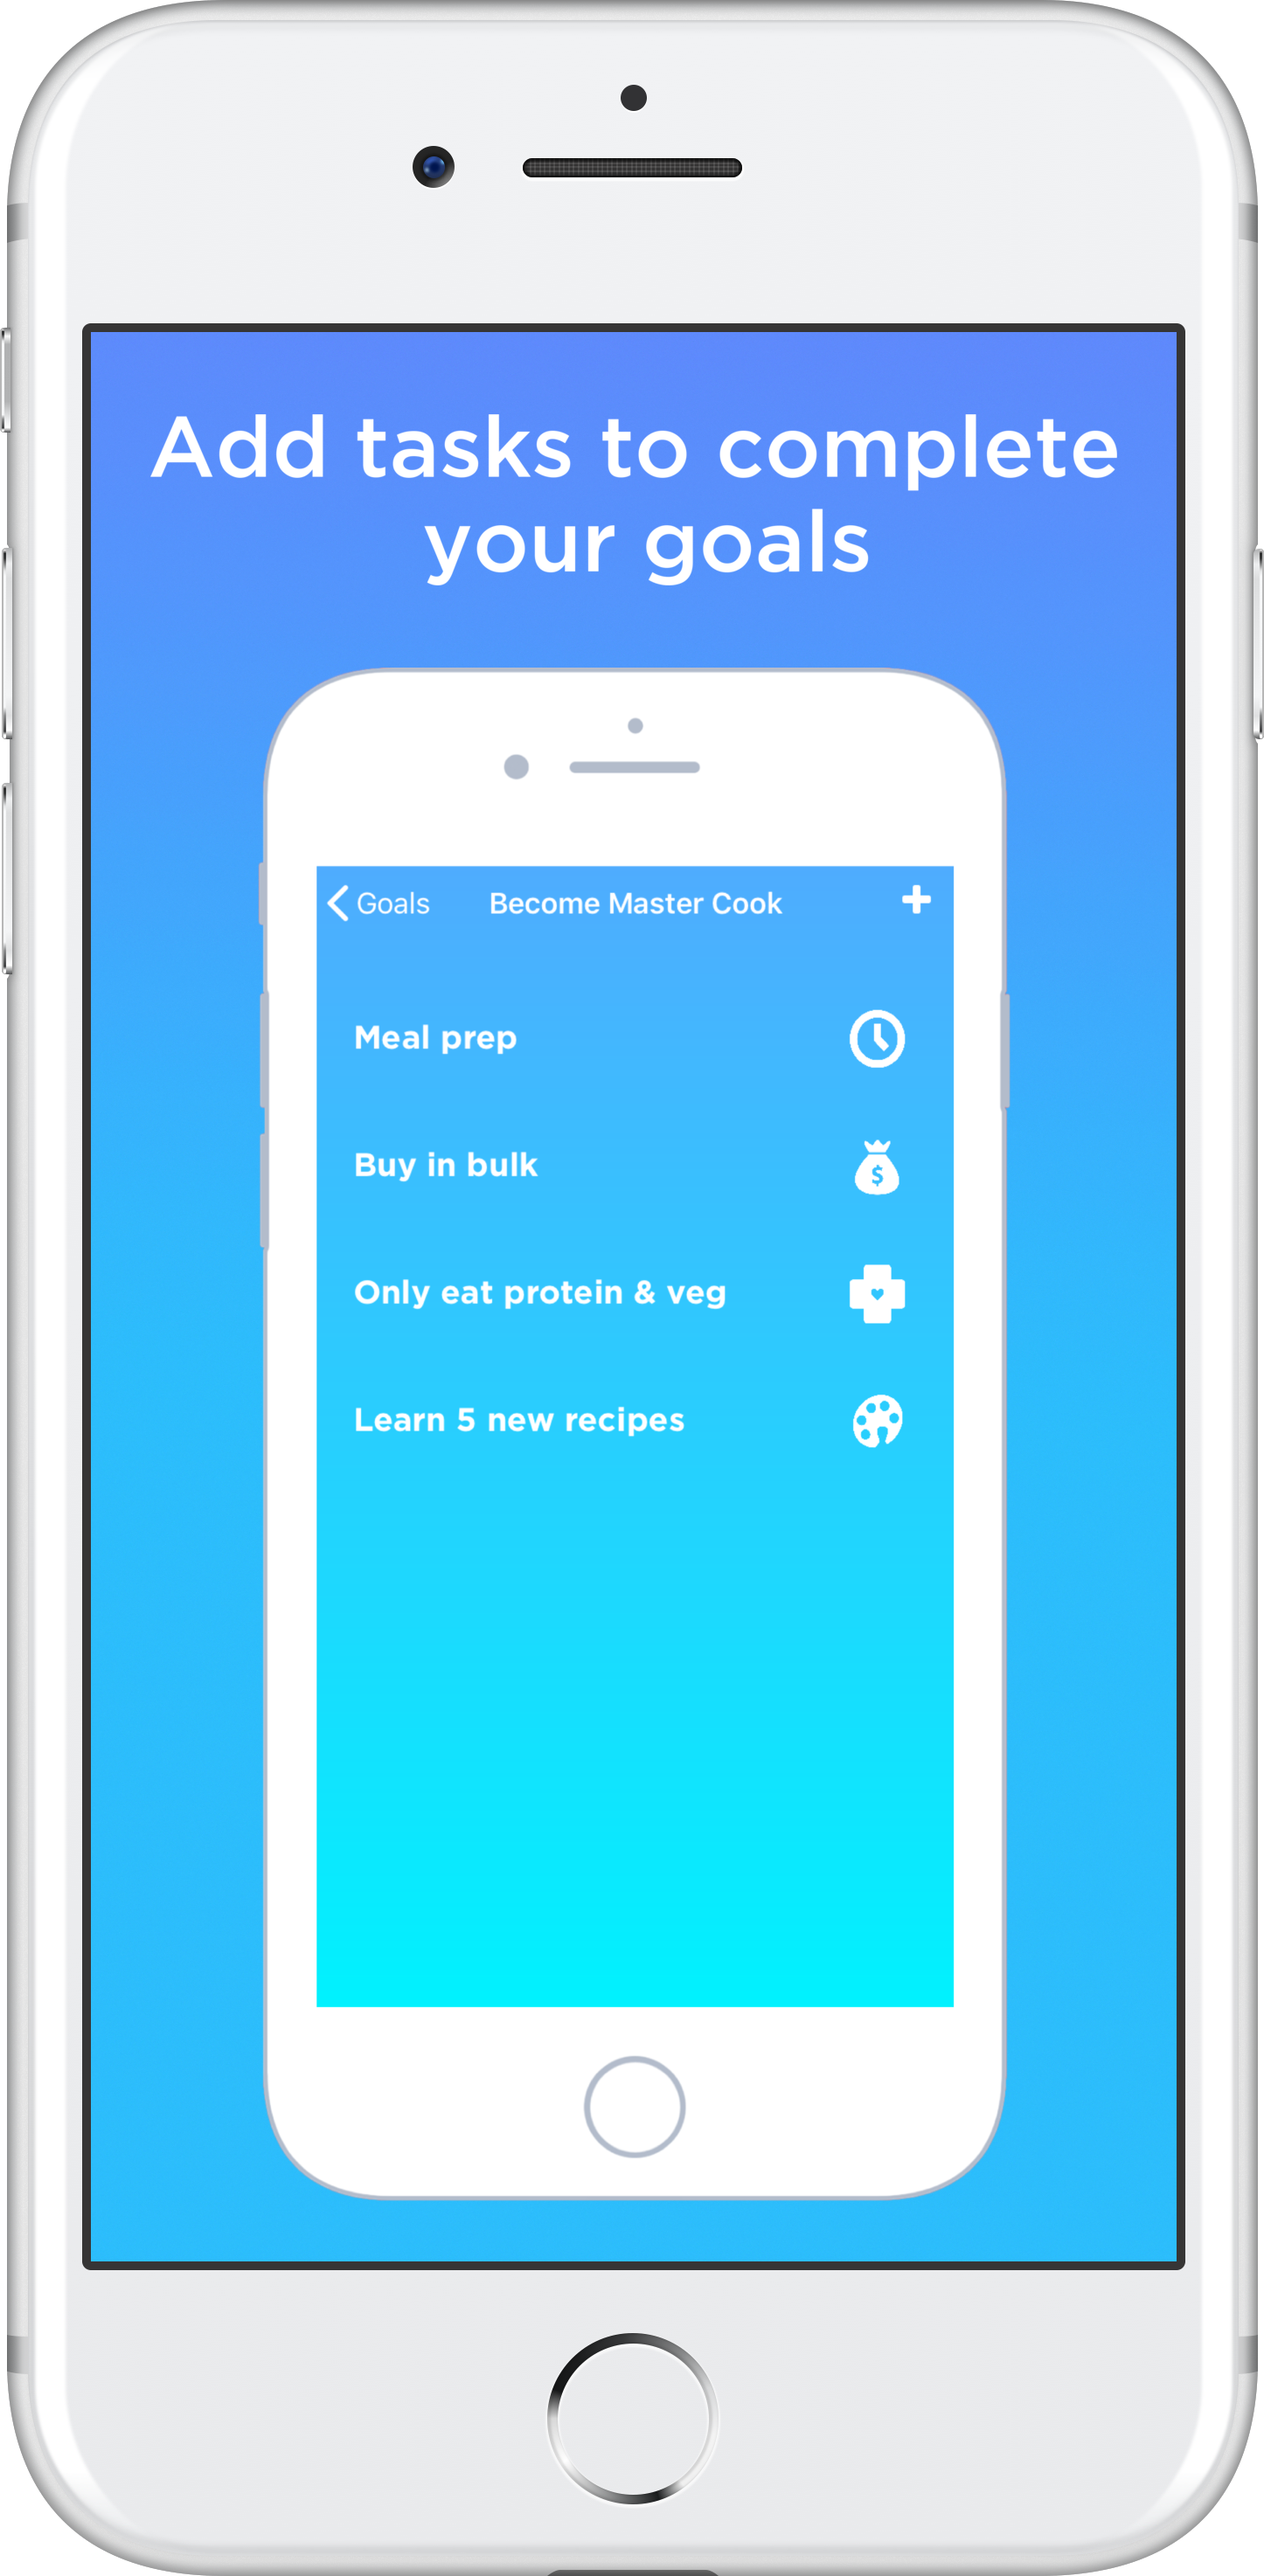 Add tasks to complete
your goals
Goals
Become Master Cook
Meal prep
Buy in bulk
$
Only eat protein & veg
Learn 5 new recipes